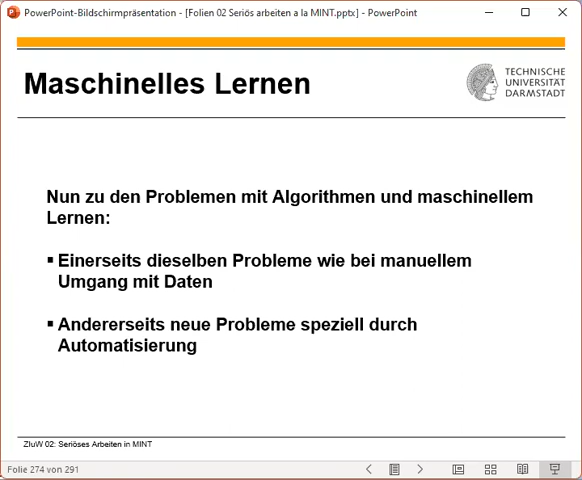 PowerPoint-Bildschirmpräsentation - [Folien 02 Seriös arbeiten a la MINT.pptx] - PowerPoint
Maschinelles Lernen
TECHNISCHE
UNIVERSITÄT
DARMSTADT
Nun zu den Problemen mit Algorithmen und maschinellem
Lernen:
▪ Einerseits dieselben Probleme wie bei manuellem
Umgang mit Daten
▪ Andererseits neue Probleme speziell durch
Automatisierung
ZIuW 02: Seriöses Arbeiten in MINT
Folie 274 von 291